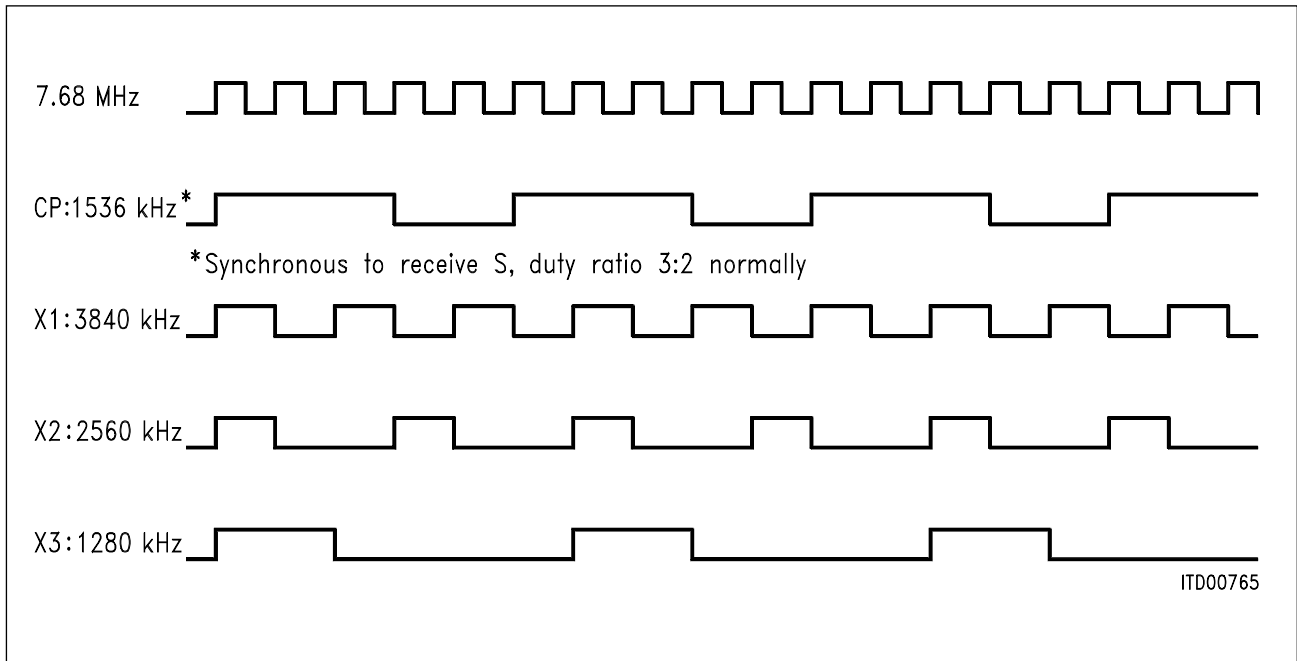 7.68 MHz
CP:1536 kHz*
*Synchronous to receive S, duty ratio 3:2 normally
X1:3840 kHz
X2:2560 kHz
X3:1280 kHz
ITD00765